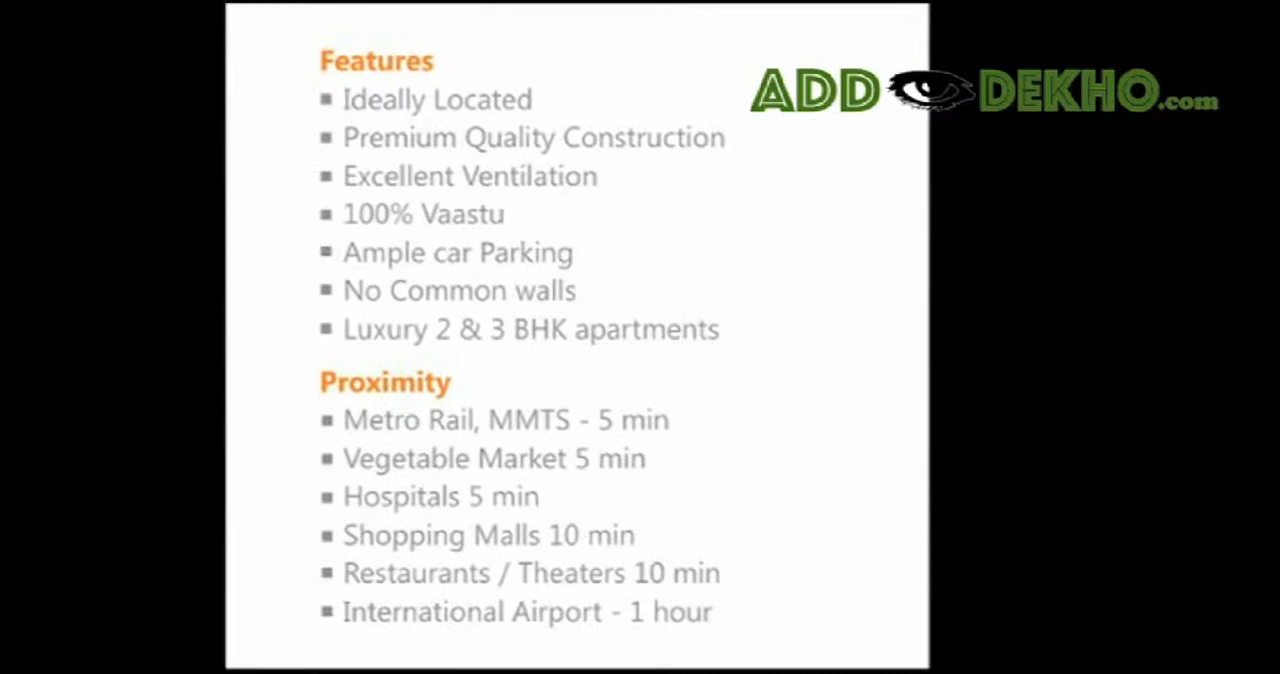 Features
ADD DEKHO.com
▪ Ideally Located
▪ Premium Quality Construction
▪ Excellent Ventilation
▪ 100% Vaastu
▪ Ample car Parking
▪ No Common walls
▪ Luxury 2 & 3 BHK apartments
Proximity
▪ Metro Rail, MMTS - 5 min
▪ Vegetable Market 5 min
▪ Hospitals 5 min
▪ Shopping Malls 10 min
▪ Restaurants / Theaters 10 min
▪ International Airport - 1 hour